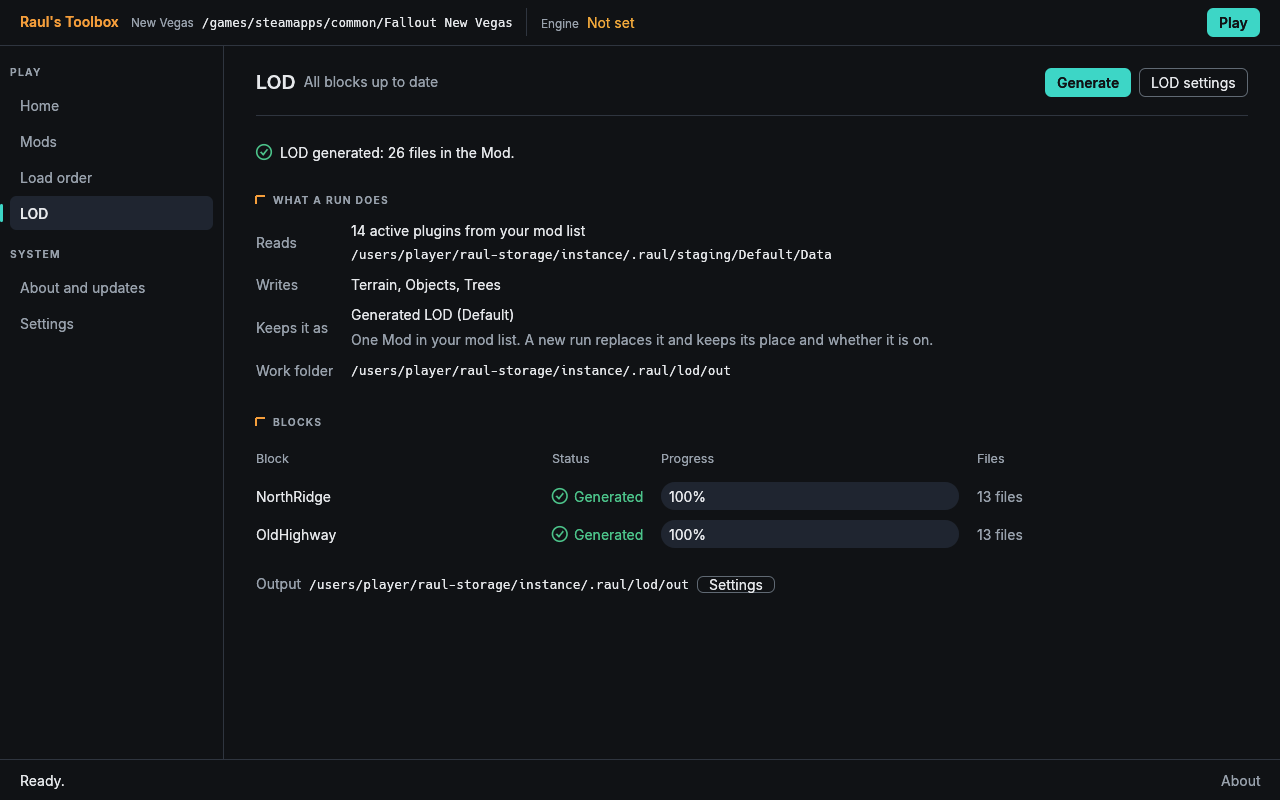 Raul's Toolbox New Vegas /games/steamapps/common/Fallout New Vegas Engine Not set Play
PLAY
Home
Mods
Load order
LOD
SYSTEM
About and updates
Settings
LOD All blocks up to date Generate LOD settings
LOD generated: 26 files in the Mod.
WHAT A RUN DOES
Reads 14 active plugins from your mod list
/users/player/raul-storage/instance/.raul/staging/Default/Data
Writes Terrain, Objects, Trees
Keeps it as Generated LOD (Default)
One Mod in your mod list. A new run replaces it and keeps its place and whether it is on.
Work folder /users/player/raul-storage/instance/.raul/lod/out
BLOCKS
Block Status Progress Files
NorthRidge Generated 100% 13 files
OldHighway Generated 100% 13 files
Output /users/player/raul-storage/instance/.raul/lod/out Settings
Ready. About